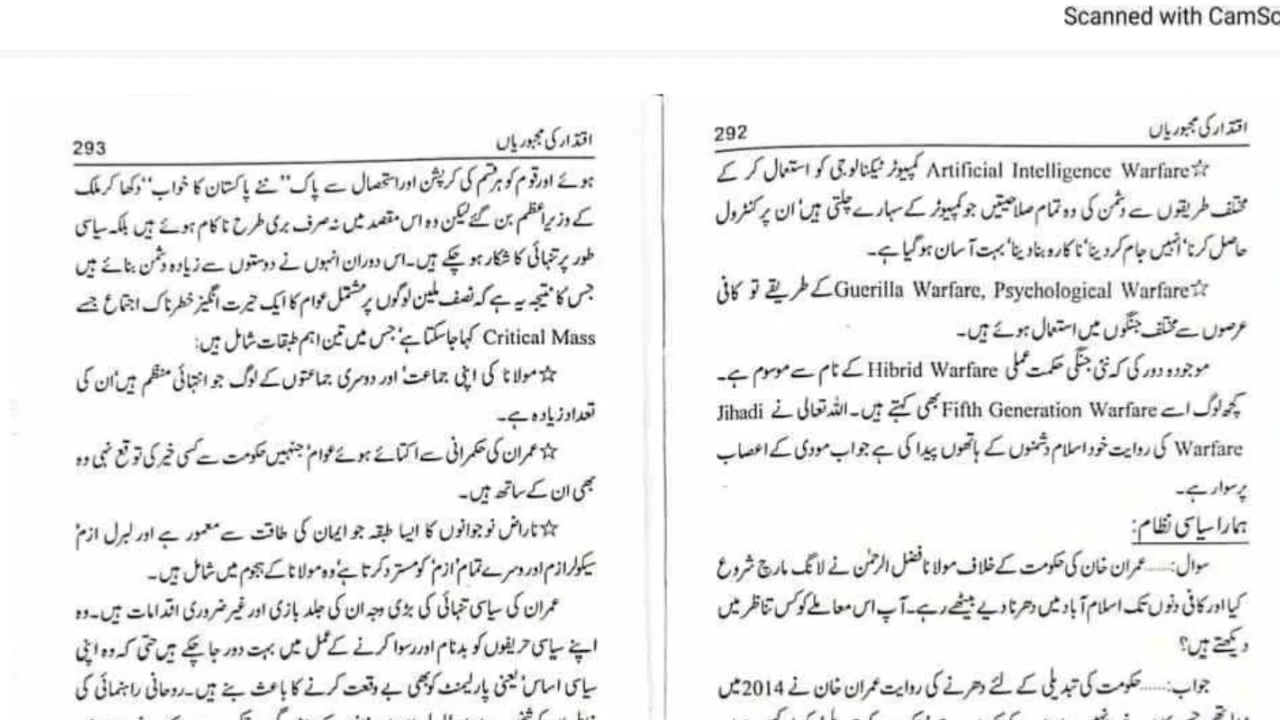 Scanned with CamSc
اقتدار کی مجبوریاں 292
☆Artificial Intelligence Warfare کمپیوٹر ٹیکنالوجی کو استعمال کر کے
مختلف طریقوں سے دشمن کی وہ تمام صلاحیتیں جو کمپیوٹر کے سہارے چلتی ہیں' ان پر کنٹرول
حاصل کرنا' انہیں جام کر دینا' ناکارہ بنا دینا' بہت آسان ہو گیا ہے۔
☆Guerilla Warfare, Psychological Warfare کے طریقے تو کافی
عرصوں سے مختلف جنگوں میں استعمال ہوئے ہیں۔
موجودہ دور کی کہ نئی جنگی حکمت عملی Hibrid Warfare کے نام سے موسوم ہے۔
کچھ لوگ اسے Fifth Generation Warfare بھی کہتے ہیں۔ اللہ تعالی نے Jihadi
Warfare کی روایت خود اسلام دشمنوں کے ہاتھوں پیدا کی ہے جو اب مودی کے اعصاب
پر سوار ہے۔
ہمارا سیاسی نظام:
سوال:.....عمران خان کی حکومت کے خلاف مولانا فضل الرحمٰن نے لانگ مارچ شروع
کیا اور کافی دنوں تک اسلام آباد میں دھرنا دیے بیٹھے رہے۔ آپ اس معاملے کو کس تناظر میں
دیکھتے ہیں؟
جواب:.....حکومت کی تبدیلی کے لئے دھرنے کی روایت عمران خان نے 2014 میں
اقتدار کی مجبوریاں 293
ہوئے اور قوم کو ہر قسم کی کرپشن اور استحصال سے پاک ''نئے پاکستان کا خواب'' دکھا کر ملک
کے وزیراعظم بن گئے لیکن وہ اس مقصد میں نہ صرف بری طرح ناکام ہوئے ہیں بلکہ سیاسی
طور پر تنہائی کا شکار ہو چکے ہیں۔ اس دوران انہوں نے دوستوں سے زیادہ دشمن بنائے ہیں
جس کا نتیجہ یہ ہے کہ نصف ملین لوگوں پر مشتمل عوام کا ایک حیرت انگیز خطرناک اجتماع جسے
Critical Mass کہا جا سکتا ہے' جس میں تین اہم طبقات شامل ہیں:
☆مولانا کی اپنی جماعت' اور دوسری جماعتوں کے لوگ جو انتہائی منظم ہیں' ان کی
تعداد زیادہ ہے۔
☆عمران کی حکمرانی سے اکتائے ہوئے عوام' جنہیں حکومت سے کسی خیر کی توقع نہیں وہ
بھی ان کے ساتھ ہیں۔
☆ناراض نوجوانوں کا ایسا طبقہ جو ایمان کی طاقت سے معمور ہے اور لبرل ازم'
سیکولرازم اور دوسرے تمام' ازم' کو مسترد کرتا ہے' وہ مولانا کے ہجوم میں شامل ہیں۔
عمران کی سیاسی تنہائی کی بڑی وجہ ان کی جلد بازی اور غیر ضروری اقدامات ہیں۔ وہ
اپنے سیاسی حریفوں کو بدنام اور رسوا کرنے کے عمل میں بہت دور جا چکے ہیں حتی کہ وہ اپنی
سیاسی اساس' یعنی پارلیمنٹ کو بھی بے وقعت کرنے کا باعث بنے ہیں۔ روحانی راہنمائی کی